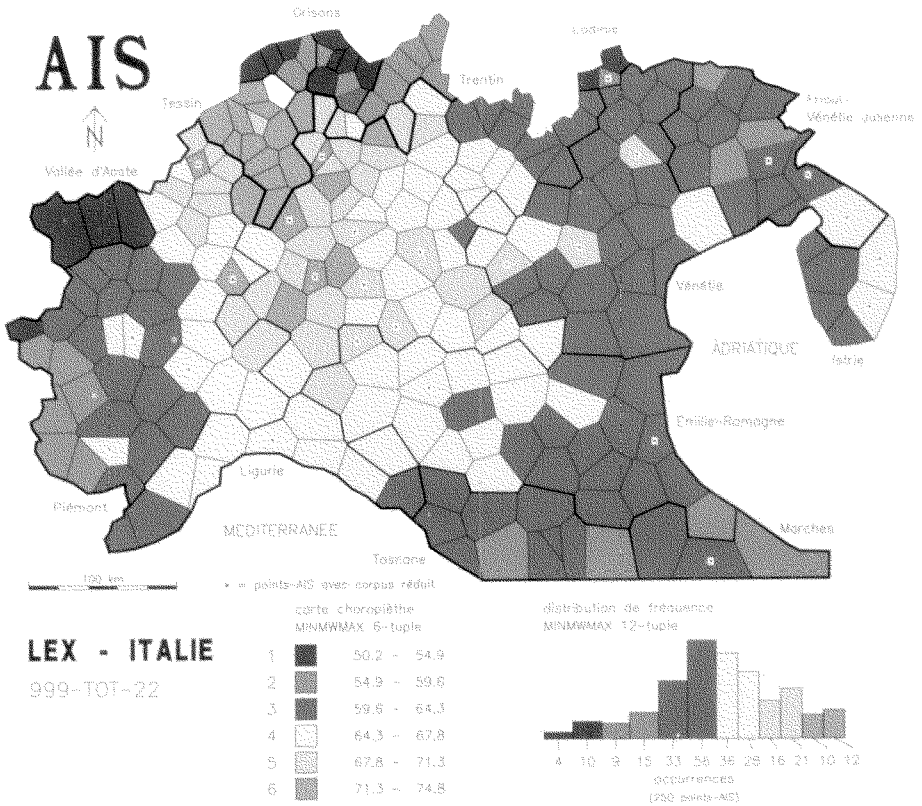 Grisons
Ladinie
AIS
Trentin
Frioul-
Vénétie Julienne
Tessin
N
Vallée d'Aoste
Vénétie
ADRIATIQUE
Istrie
Emilie-Romagne
Ligurie
Piémont
MEDITERRANEE
Marches
Toscane
100 km
* = points-AIS avec corpus réduit
carte choroplèthe
MINMWMAX 6-tuple
distribution de fréquence
MINMWMAX 12-tuple
LEX - ITALIE
999-TOT-22
1 50.2 - 54.9
2 54.9 - 59.6
3 59.6 - 64.3
4 64.3 - 67.8
5 67.8 - 71.3
6 71.3 - 74.8
4 10 9 15 33 56 36 28 16 21 10 12
occurrences
(250 points-AIS)